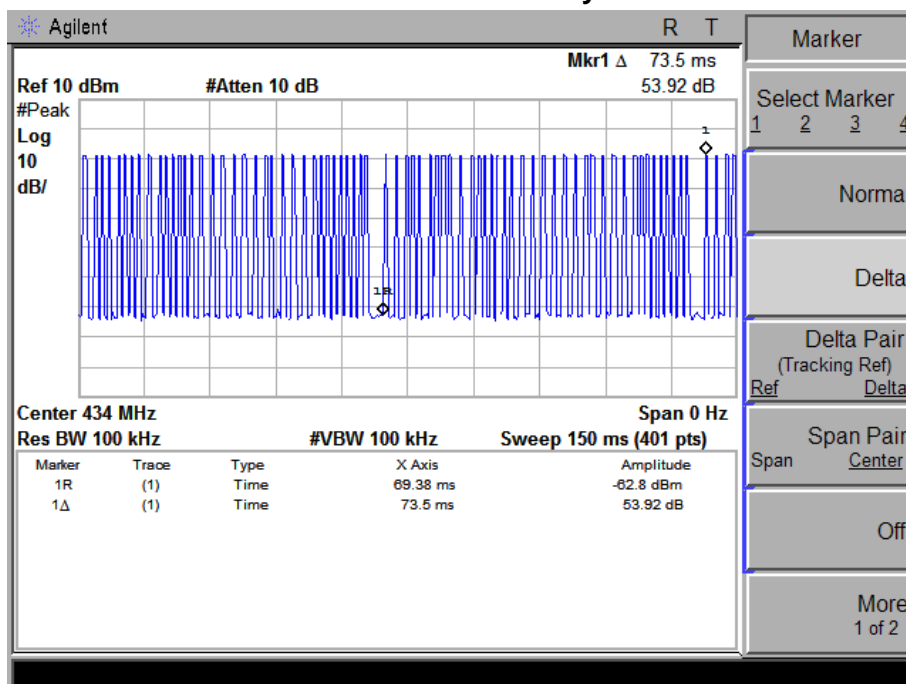 Agilent R T
Mkr1 Δ 73.5 ms
Ref 10 dBm #Atten 10 dB 53.92 dB
#Peak
Log
10
dB/
1
1R
Center 434 MHz Span 0 Hz
Res BW 100 kHz #VBW 100 kHz Sweep 150 ms (401 pts)
Marker Trace Type X Axis Amplitude
1R (1) Time 69.38 ms -62.8 dBm
1Δ (1) Time 73.5 ms 53.92 dB
Marker
Select Marker
1 2 3 4
Norma
Delta
Delta Pair
(Tracking Ref)
Ref Delta
Span Pair
Span Center
Off
More
1 of 2